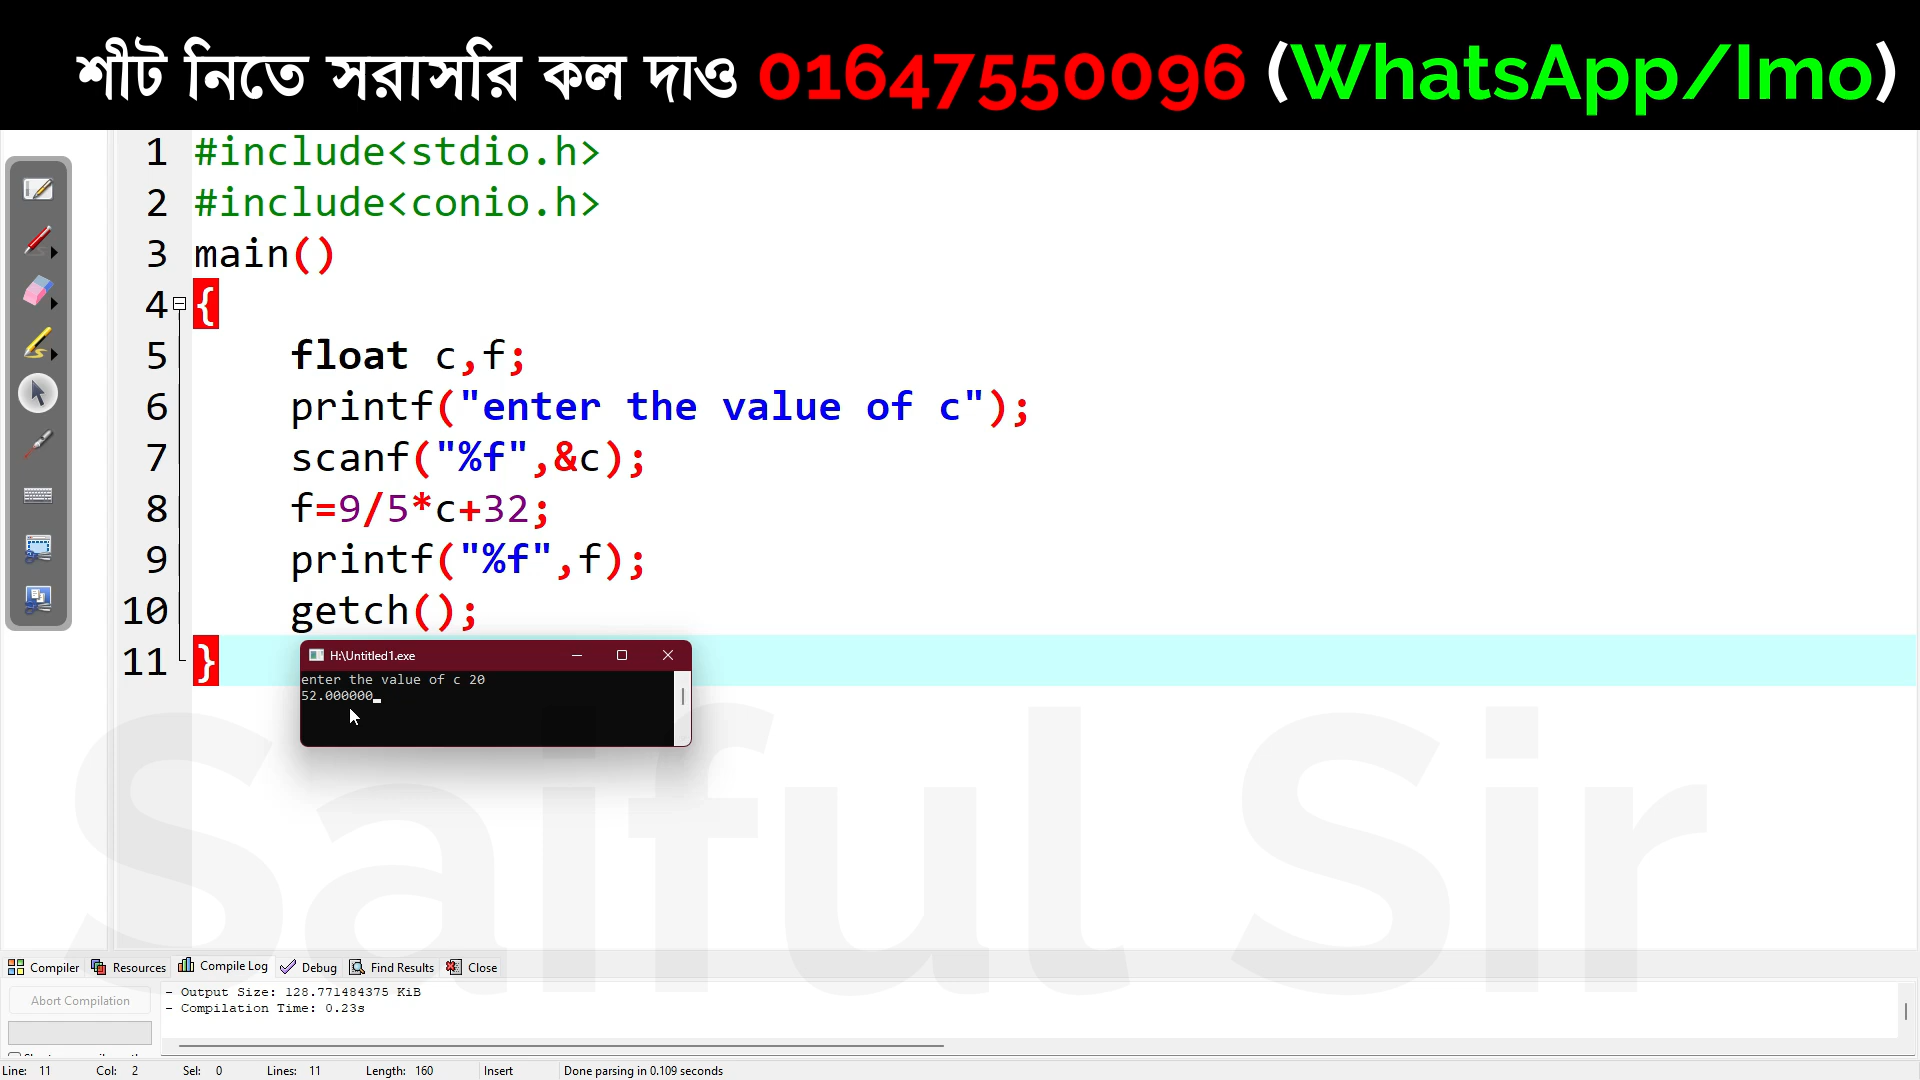 শীট নিতে সরাসরি কল দাও 01647550096 (WhatsApp/Imo)
1 #include<stdio.h>
2 #include<conio.h>
3 main()
4 {
5 float c,f;
6 printf("enter the value of c");
7 scanf("%f",&c);
8 f=9/5*c+32;
9 printf("%f",f);
10 getch();
11 }
H:\Untitled1.exe
enter the value of c 20
52.000000
Saiful Sir
Compiler Resources Compile Log Debug Find Results Close
Abort Compilation
- Output Size: 128.771484375 KiB
- Compilation Time: 0.23s
Line: 11 Col: 2 Sel: 0 Lines: 11 Length: 160 Insert Done parsing in 0.109 seconds